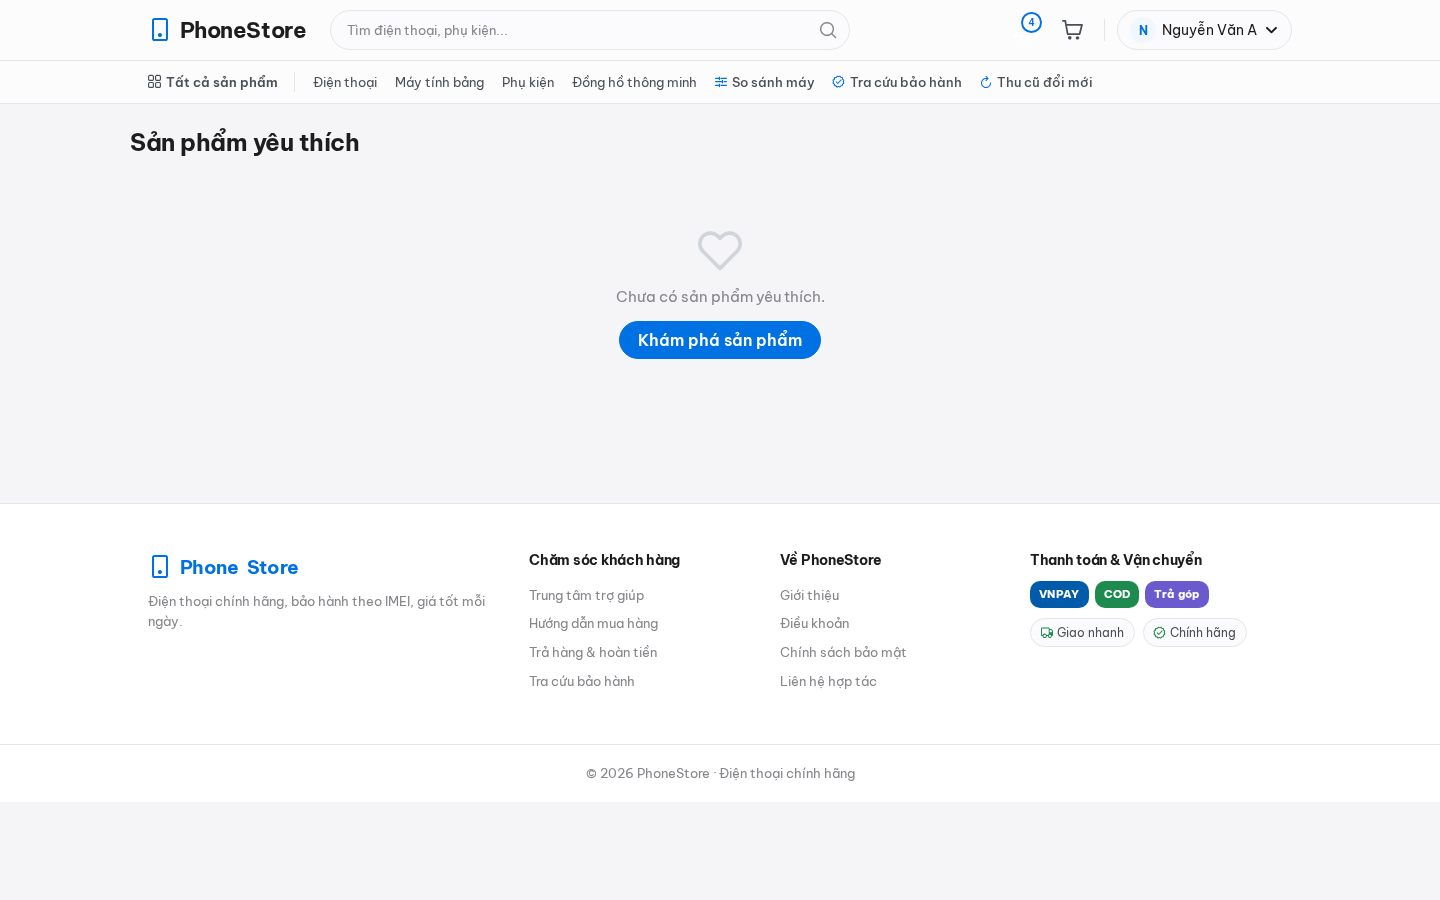 PhoneStore
Tìm điện thoại, phụ kiện...
4
N
Nguyễn Văn A
Tất cả sản phẩm
Điện thoại
Máy tính bảng
Phụ kiện
Đồng hồ thông minh
So sánh máy
Tra cứu bảo hành
Thu cũ đổi mới
Sản phẩm yêu thích
Chưa có sản phẩm yêu thích.
Khám phá sản phẩm
Phone Store
Điện thoại chính hãng, bảo hành theo IMEI, giá tốt mỗi
ngày.
Chăm sóc khách hàng
Trung tâm trợ giúp
Hướng dẫn mua hàng
Trả hàng & hoàn tiền
Tra cứu bảo hành
Về PhoneStore
Giới thiệu
Điều khoản
Chính sách bảo mật
Liên hệ hợp tác
Thanh toán & Vận chuyển
VNPAY
COD
Trả góp
Giao nhanh
Chính hãng
© 2026 PhoneStore · Điện thoại chính hãng